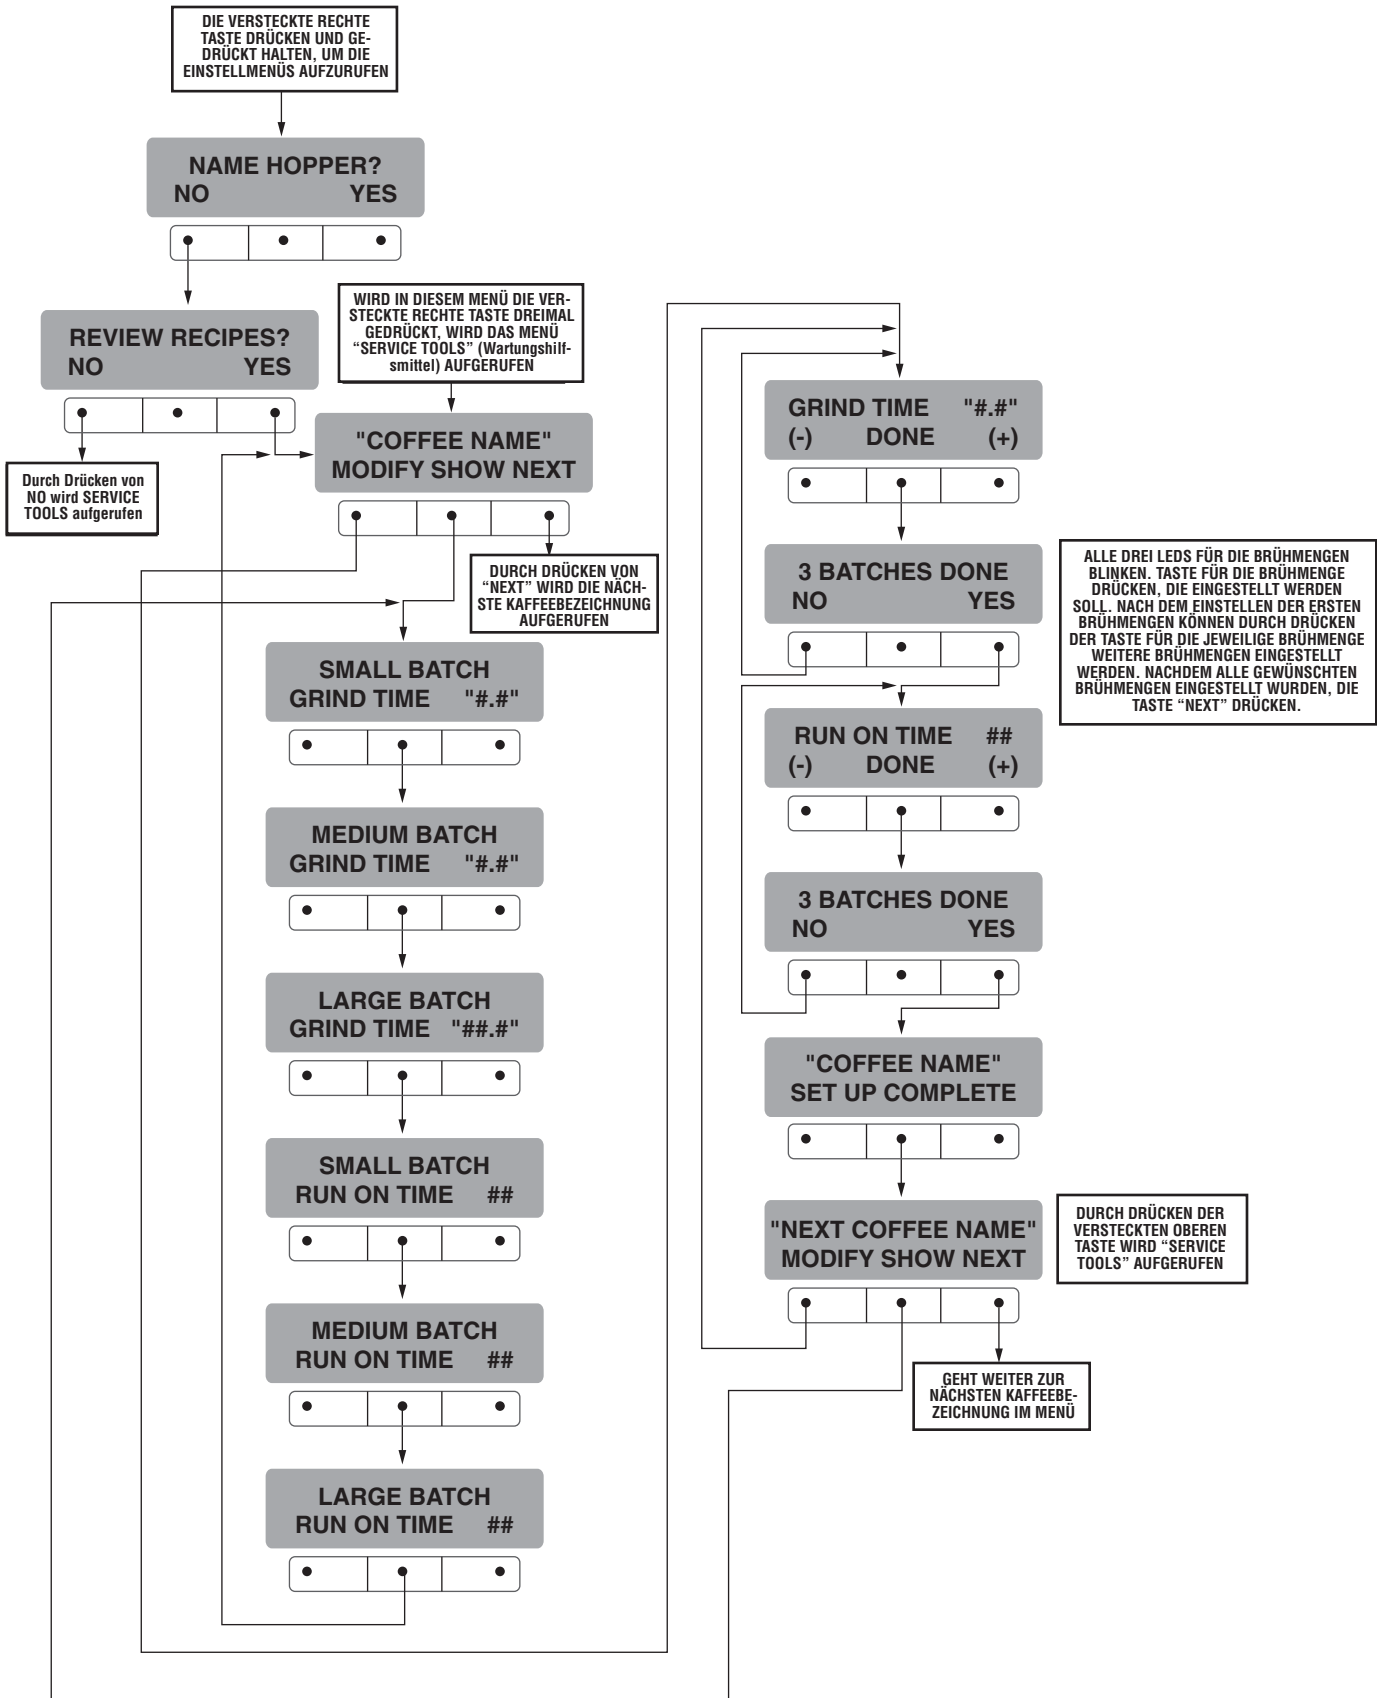 DIE VERSTECKTE RECHTE
TASTE DRÜCKEN UND GE-
DRÜCKT HALTEN, UM DIE
EINSTELLMENÜS AUFZURUFEN
NAME HOPPER?
NO YES
REVIEW RECIPES?
NO YES
Durch Drücken von
NO wird SERVICE
TOOLS aufgerufen
WIRD IN DIESEM MENÜ DIE VER-
STECKTE RECHTE TASTE DREIMAL
GEDRÜCKT, WIRD DAS MENÜ
“SERVICE TOOLS” (Wartungshilf-
smittel) AUFGERUFEN
"COFFEE NAME"
MODIFY SHOW NEXT
DURCH DRÜCKEN VON
“NEXT” WIRD DIE NÄCH-
STE KAFFEEBEZEICHNUNG
AUFGERUFEN
SMALL BATCH
GRIND TIME "#.#"
MEDIUM BATCH
GRIND TIME "#.#"
LARGE BATCH
GRIND TIME "##.#"
SMALL BATCH
RUN ON TIME ##
MEDIUM BATCH
RUN ON TIME ##
LARGE BATCH
RUN ON TIME ##
GRIND TIME "#.#"
(-) DONE (+)
3 BATCHES DONE
NO YES
RUN ON TIME ##
(-) DONE (+)
3 BATCHES DONE
NO YES
"COFFEE NAME"
SET UP COMPLETE
"NEXT COFFEE NAME"
MODIFY SHOW NEXT
GEHT WEITER ZUR
NÄCHSTEN KAFFEEBE-
ZEICHNUNG IM MENÜ
ALLE DREI LEDS FÜR DIE BRÜHMENGEN
BLINKEN. TASTE FÜR DIE BRÜHMENGE
DRÜCKEN, DIE EINGESTELLT WERDEN
SOLL. NACH DEM EINSTELLEN DER ERSTEN
BRÜHMENGEN KÖNNEN DURCH DRÜCKEN
DER TASTE FÜR DIE JEWEILIGE BRÜHMENGE
WEITERE BRÜHMENGEN EINGESTELLT
WERDEN. NACHDEM ALLE GEWÜNSCHTEN
BRÜHMENGEN EINGESTELLT WURDEN, DIE
TASTE “NEXT” DRÜCKEN.
DURCH DRÜCKEN DER
VERSTECKTEN OBEREN
TASTE WIRD “SERVICE
TOOLS” AUFGERUFEN